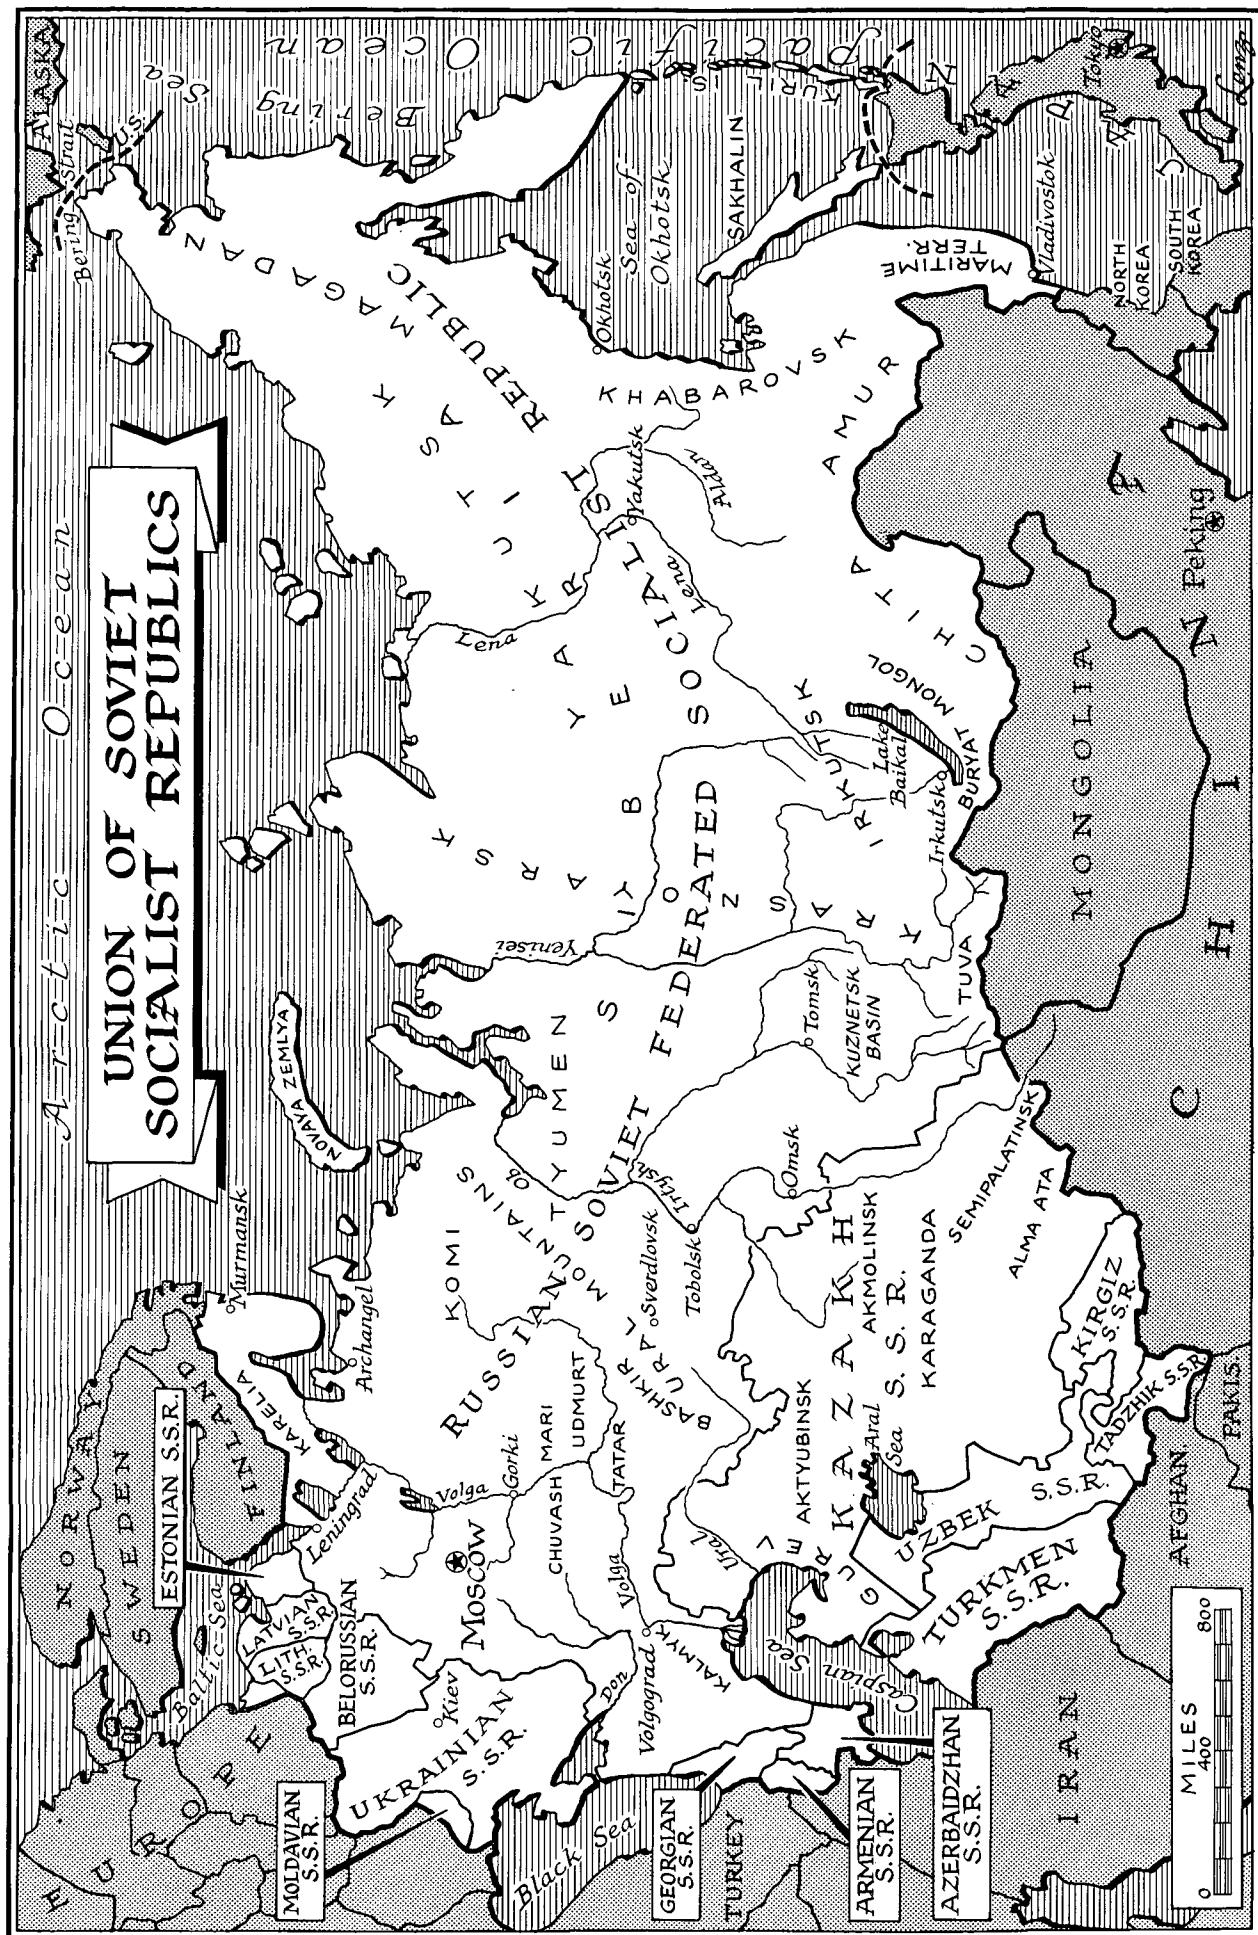 UNION OF SOVIET
SOCIALIST REPUBLICS
Arctic Ocean
ALASKA
Bering Strait
U.S.
Bering Sea
Pacific Ocean
NORWAY
SWEDEN
FINLAND
EUROPE
Baltic Sea
ESTONIAN S.S.R.
LATVIAN
S.S.R.
LITH.
S.S.R.
BELORUSSIAN
S.S.R.
UKRAINIAN
S.S.R.
MOLDAVIAN
S.S.R.
GEORGIAN
S.S.R.
ARMENIAN
S.S.R.
AZERBAIDZHAN
S.S.R.
Black Sea
TURKEY
IRAN
Caspian Sea
Murmansk
KARELIA
Leningrad
Archangel
NOVAYA ZEMLYA
KOMI
MOSCOW
Kiev
Volga
Gorki
MARI
CHUVASH
UDMURT
TATAR
Volga
Volgograd
Don
KALMYK
BASHKIR
URAL MOUNTAINS
Sverdlovsk
Tobolsk
Ural
RUSSIAN SOVIET FEDERATED SOCIALIST REPUBLIC
SIBERIA
TYUMEN
Ob
Irtysh
Omsk
Tomsk
KUZNETSK
BASIN
Yenisei
KRASNOYARSK
TUVA
Irkutsk
IRKUTSK
Lake
Baikal
BURYAT MONGOL
CHITA
Lena
Lena
YAKUTSK
Yakutsk
Aldan
AMUR
KHABAROVSK
MAGADAN
Okhotsk
Sea of
Okhotsk
SAKHALIN
KURIL IS.
MARITIME
TERR.
Vladivostok
NORTH
KOREA
SOUTH
KOREA
JAPAN
Tokyo
Lenz
KAZAKH
S.S.R.
GUREV
AKTYUBINSK
AKMOLINSK
KARAGANDA
SEMIPALATINSK
ALMA ATA
Aral
Sea
UZBEK
S.S.R.
TURKMEN
S.S.R.
KIRGIZ
S.S.R.
TADZHIK S.S.R.
AFGHAN
PAKIS
MONGOLIA
CHINA
Peking
MILES
0 400 800